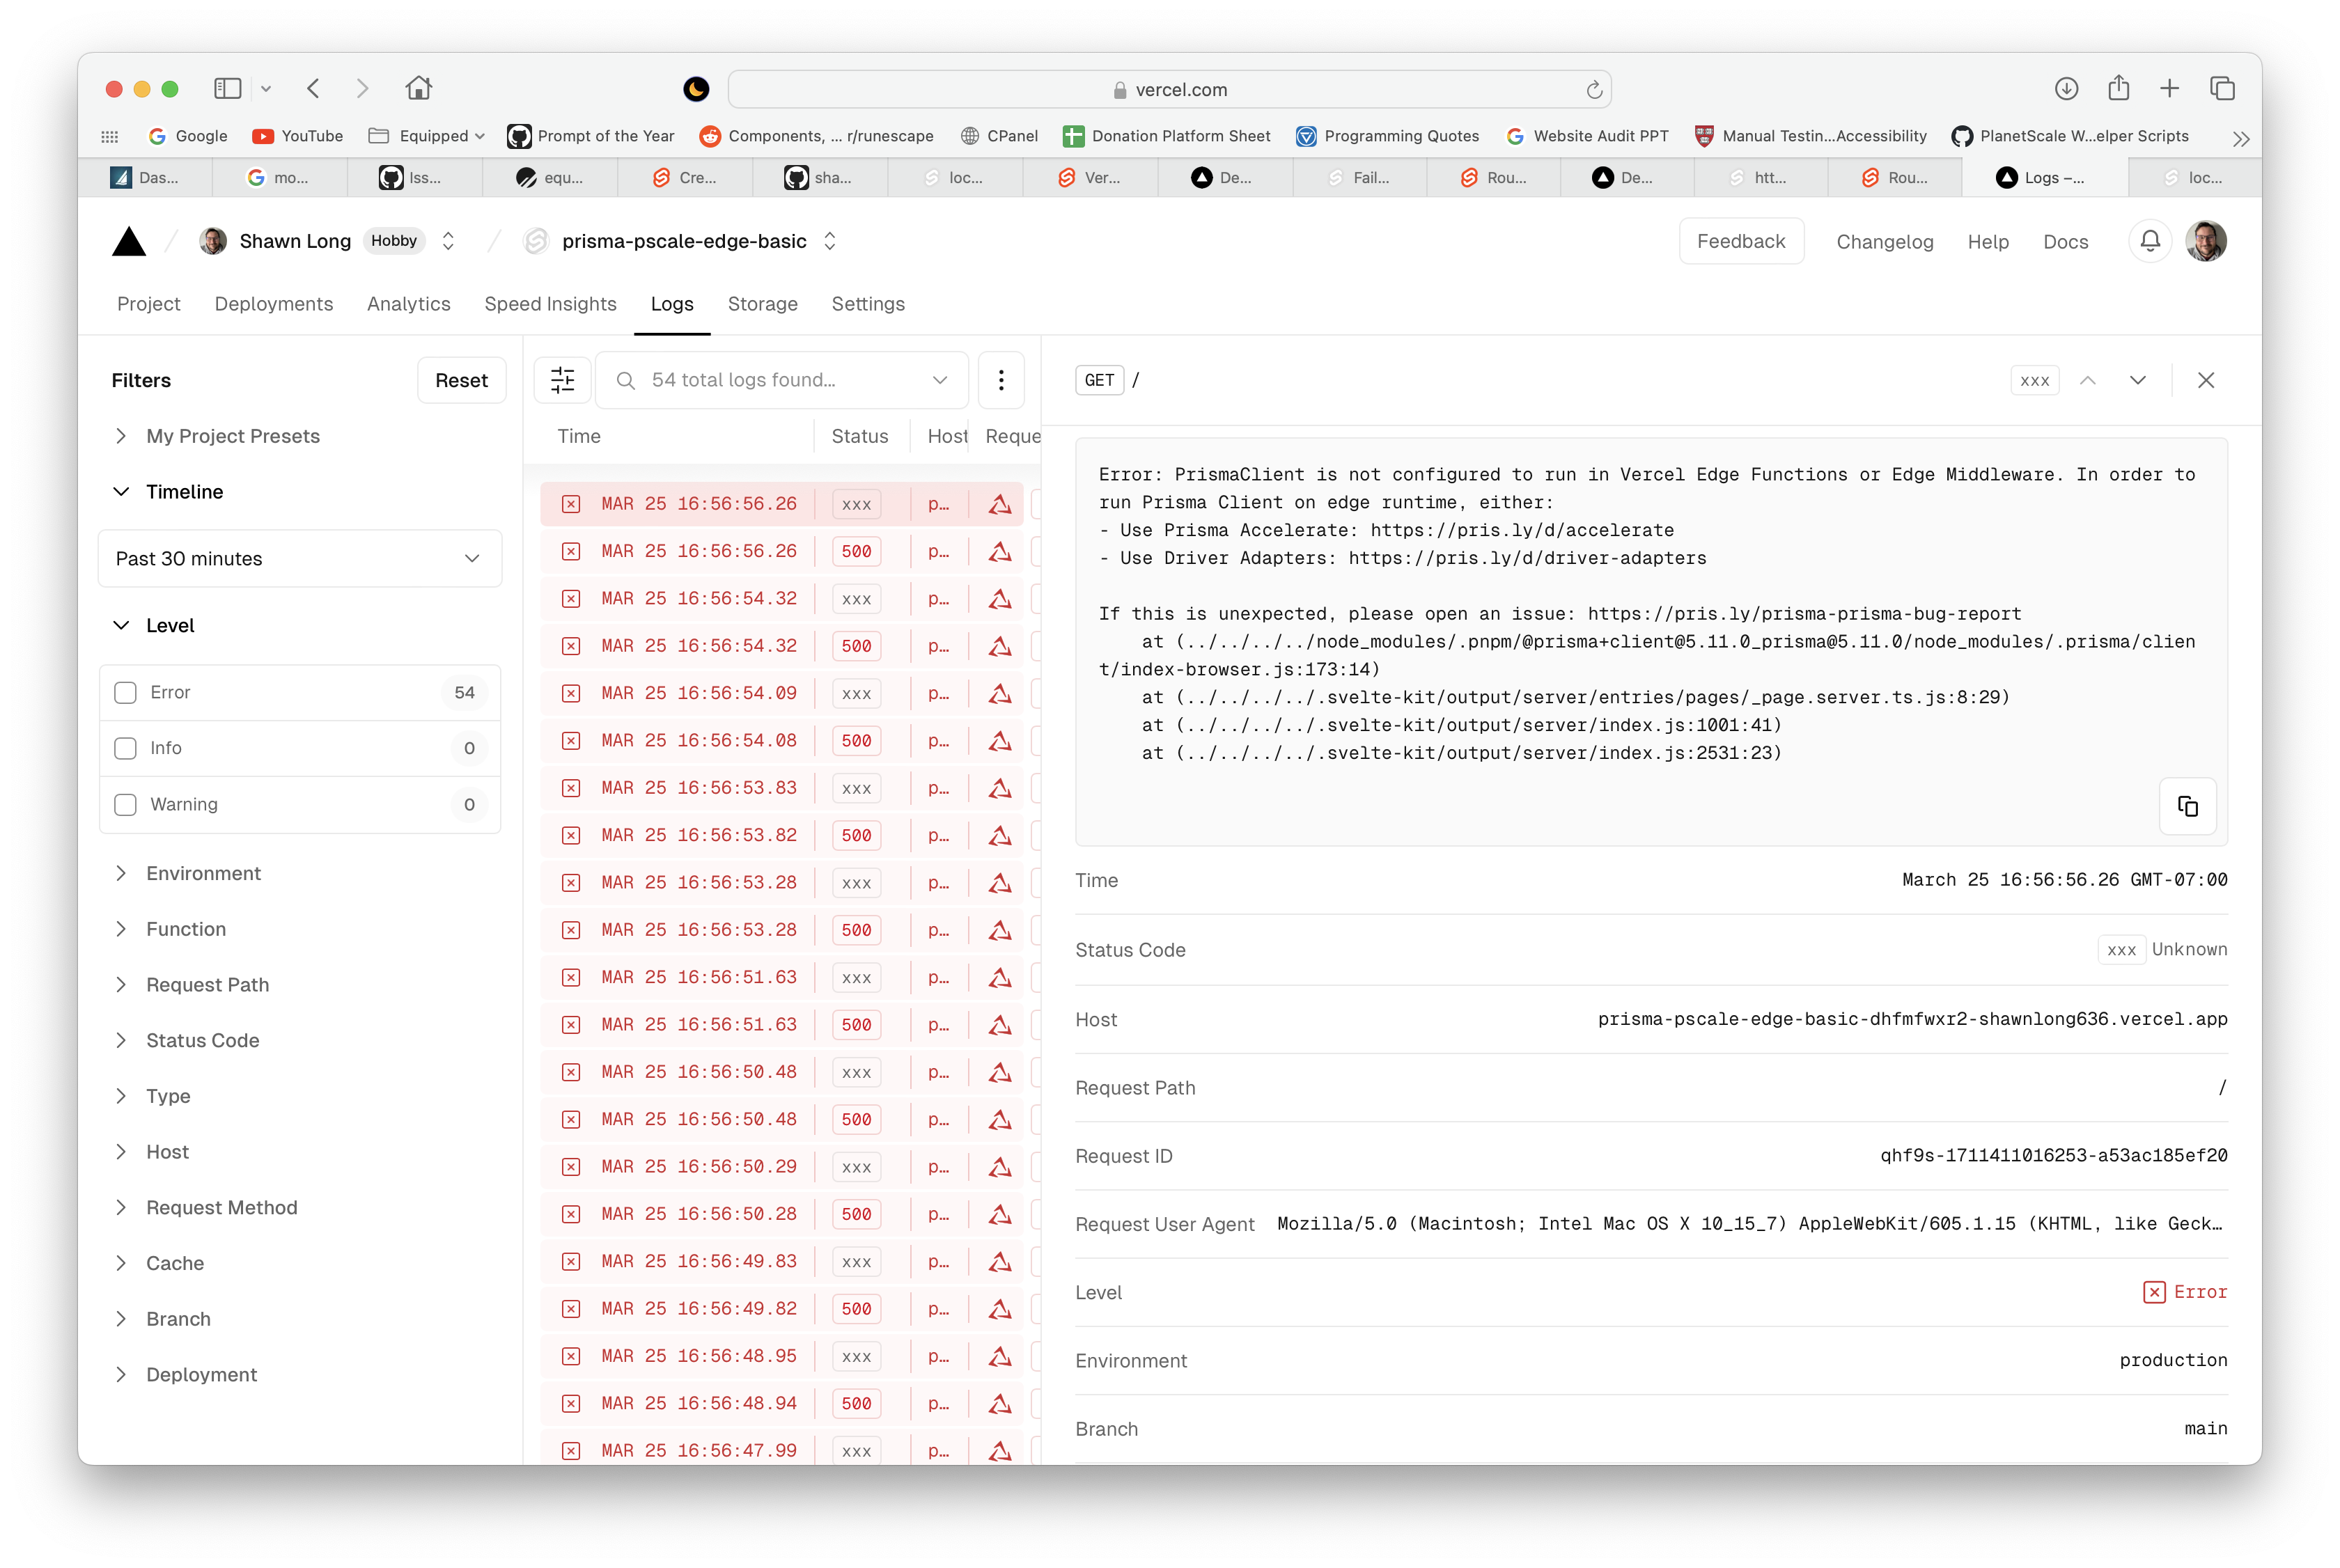 vercel.com
Google
YouTube
Equipped
Prompt of the Year
Components, ... r/runescape
CPanel
Donation Platform Sheet
Programming Quotes
Website Audit PPT
Manual Testin...Accessibility
PlanetScale W...elper Scripts
Das...
mo...
Iss...
equ...
Cre...
sha...
loc...
Ver...
De...
Fail...
Rou...
De...
htt...
Rou...
Logs –...
loc...
Shawn Long Hobby
prisma-pscale-edge-basic
Feedback
Changelog
Help
Docs
Project
Deployments
Analytics
Speed Insights
Logs
Storage
Settings
Filters
Reset
My Project Presets
Timeline
Past 30 minutes
Level
Error 54
Info 0
Warning 0
Environment
Function
Request Path
Status Code
Type
Host
Request Method
Cache
Branch
Deployment
54 total logs found...
Time Status Host Reque
MAR 25 16:56:56.26 xxx p...
MAR 25 16:56:56.26 500 p...
MAR 25 16:56:54.32 xxx p...
MAR 25 16:56:54.32 500 p...
MAR 25 16:56:54.09 xxx p...
MAR 25 16:56:54.08 500 p...
MAR 25 16:56:53.83 xxx p...
MAR 25 16:56:53.82 500 p...
MAR 25 16:56:53.28 xxx p...
MAR 25 16:56:53.28 500 p...
MAR 25 16:56:51.63 xxx p...
MAR 25 16:56:51.63 500 p...
MAR 25 16:56:50.48 xxx p...
MAR 25 16:56:50.48 500 p...
MAR 25 16:56:50.29 xxx p...
MAR 25 16:56:50.28 500 p...
MAR 25 16:56:49.83 xxx p...
MAR 25 16:56:49.82 500 p...
MAR 25 16:56:48.95 xxx p...
MAR 25 16:56:48.94 500 p...
MAR 25 16:56:47.99 xxx p...
GET /
xxx
Error: PrismaClient is not configured to run in Vercel Edge Functions or Edge Middleware. In order to
run Prisma Client on edge runtime, either:
- Use Prisma Accelerate: https://pris.ly/d/accelerate
- Use Driver Adapters: https://pris.ly/d/driver-adapters
If this is unexpected, please open an issue: https://pris.ly/prisma-prisma-bug-report
at (../../../../node_modules/.pnpm/@prisma+client@5.11.0_prisma@5.11.0/node_modules/.prisma/clien
t/index-browser.js:173:14)
at (../../../../.svelte-kit/output/server/entries/pages/_page.server.ts.js:8:29)
at (../../../../.svelte-kit/output/server/index.js:1001:41)
at (../../../../.svelte-kit/output/server/index.js:2531:23)
Time March 25 16:56:56.26 GMT-07:00
Status Code xxx Unknown
Host prisma-pscale-edge-basic-dhfmfwxr2-shawnlong636.vercel.app
Request Path /
Request ID qhf9s-1711411016253-a53ac185ef20
Request User Agent Mozilla/5.0 (Macintosh; Intel Mac OS X 10_15_7) AppleWebKit/605.1.15 (KHTML, like Geck...
Level Error
Environment production
Branch main